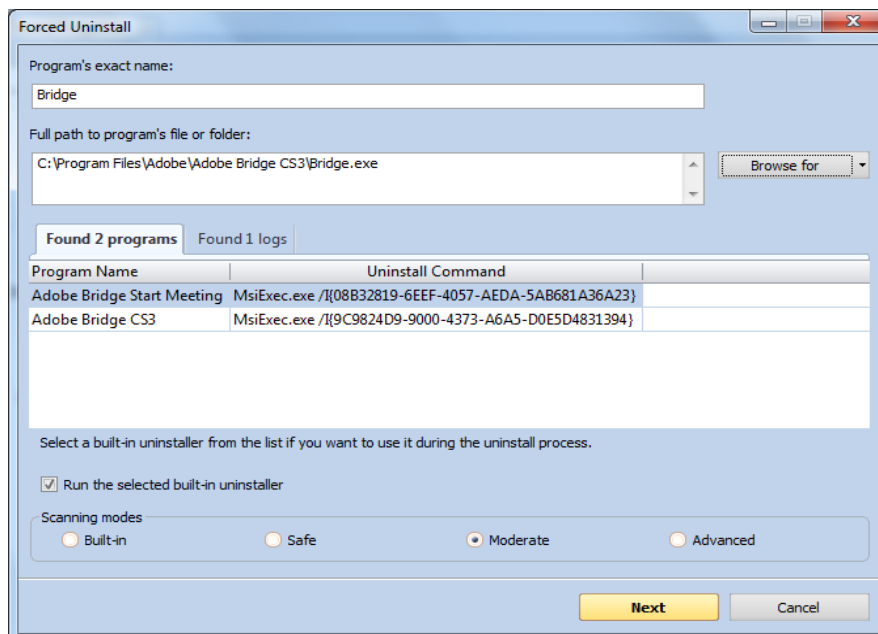 Forced Uninstall
Program's exact name:
Bridge
Full path to program's file or folder:
C:\Program Files\Adobe\Adobe Bridge CS3\Bridge.exe
Browse for
Found 2 programs Found 1 logs
Program Name Uninstall Command
Adobe Bridge Start Meeting MsiExec.exe /I{08B32819-6EEF-4057-AEDA-5AB681A36A23}
Adobe Bridge CS3 MsiExec.exe /I{9C9824D9-9000-4373-A6A5-D0E5D4831394}
Select a built-in uninstaller from the list if you want to use it during the uninstall process.
Run the selected built-in uninstaller
Scanning modes
Built-in Safe Moderate Advanced
Next Cancel